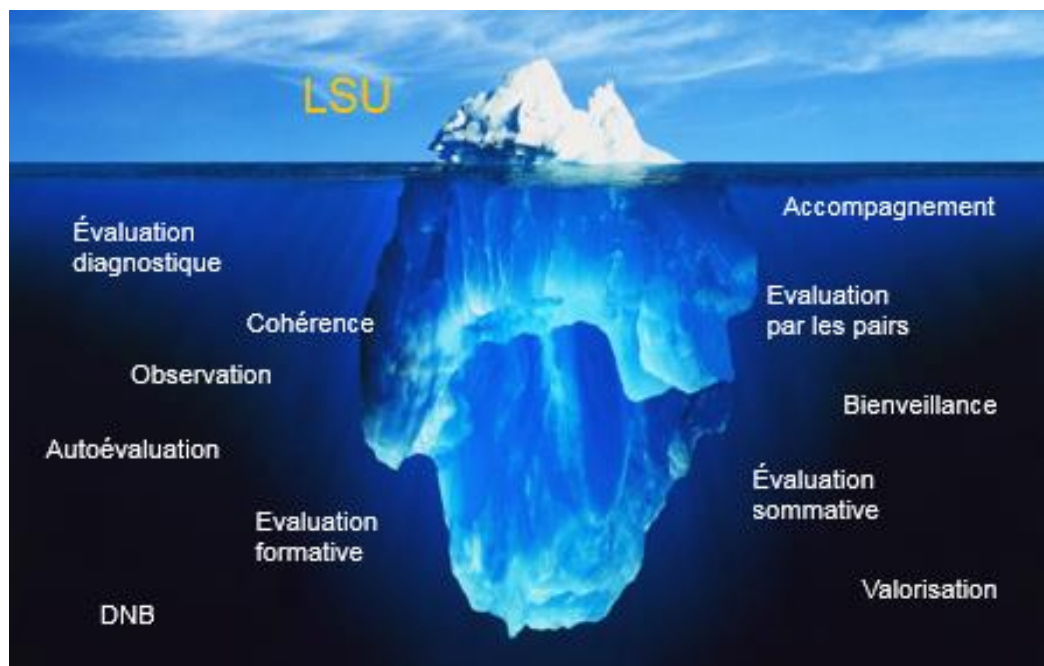 LSU
Accompagnement
Évaluation
diagnostique
Evaluation
par les pairs
Cohérence
Observation
Bienveillance
Autoévaluation
Évaluation
sommative
Evaluation
formative
Valorisation
DNB